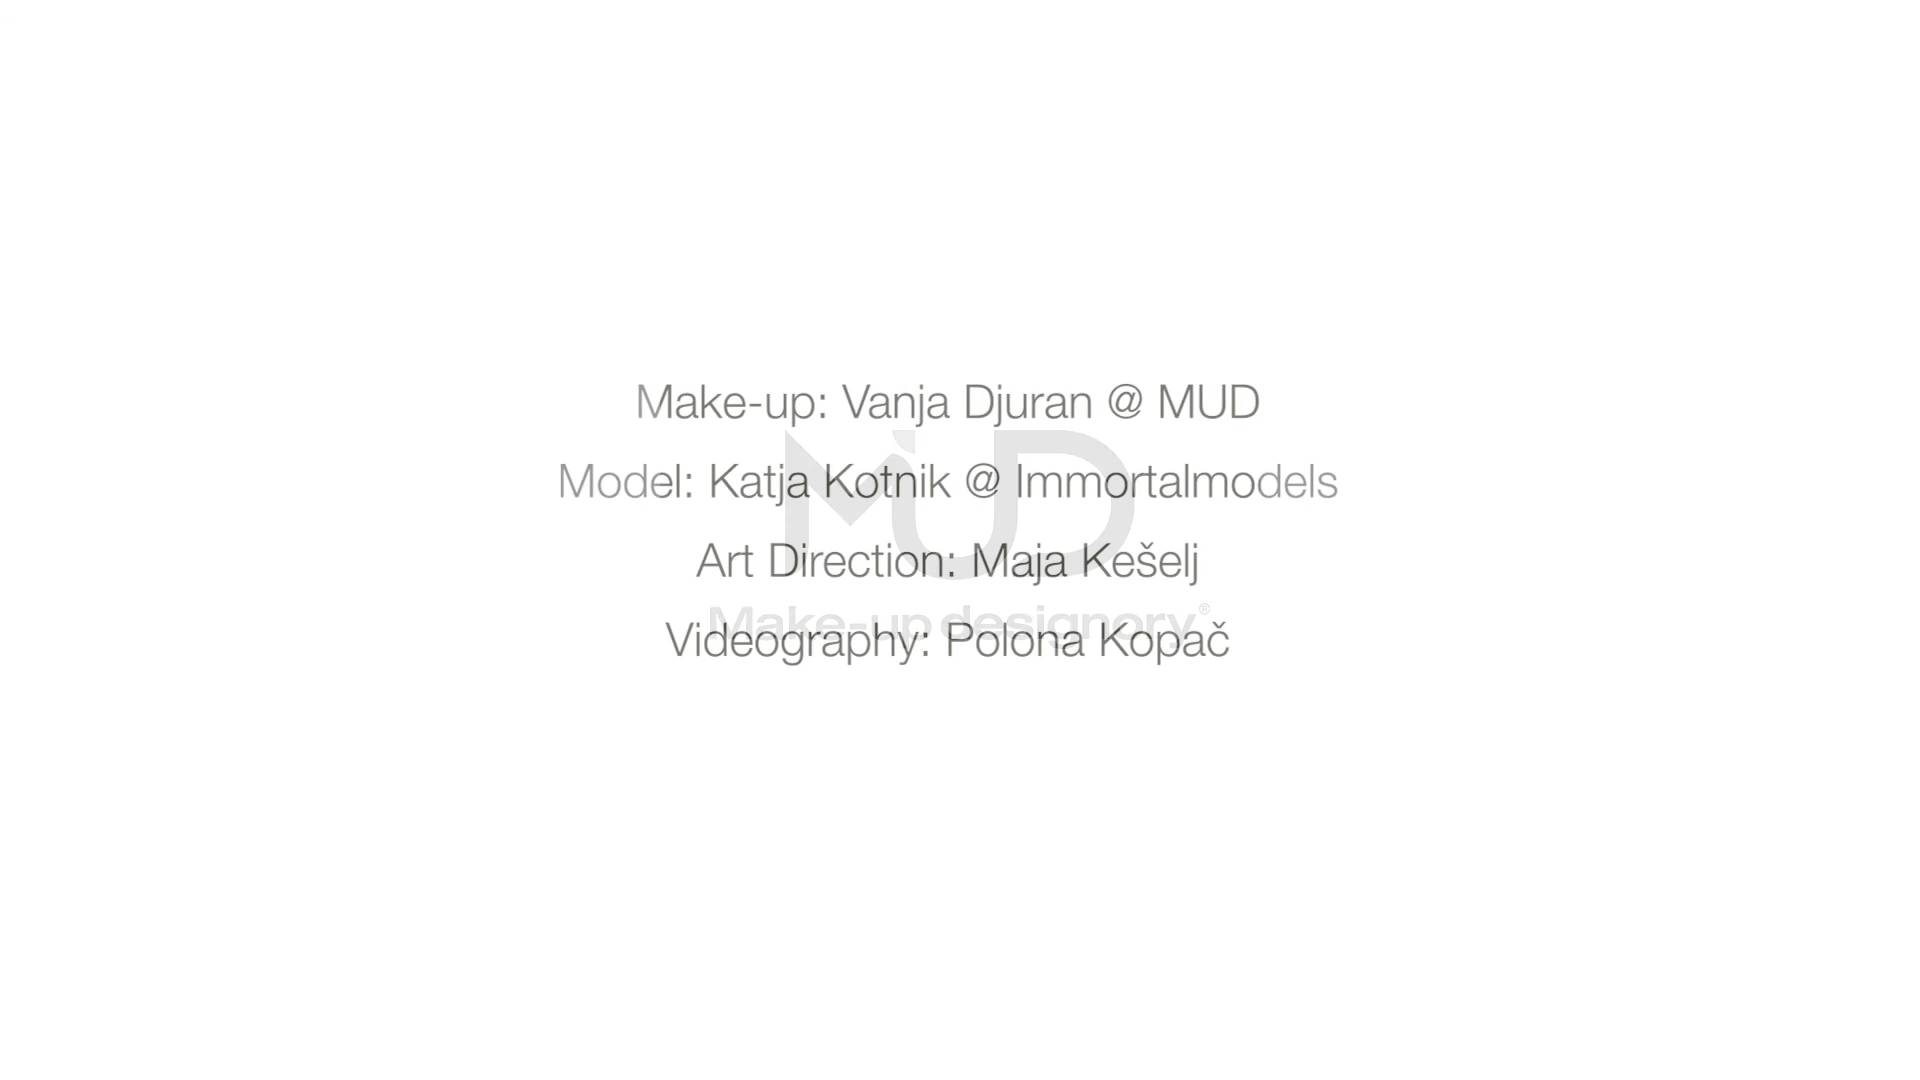 Make-up: Vanja Djuran @ MUD
Model: Katja Kotnik @ Immortalmodels
Art Direction: Maja Kešelj
Videography: Polona Kopač
MUD
Make-up designory®